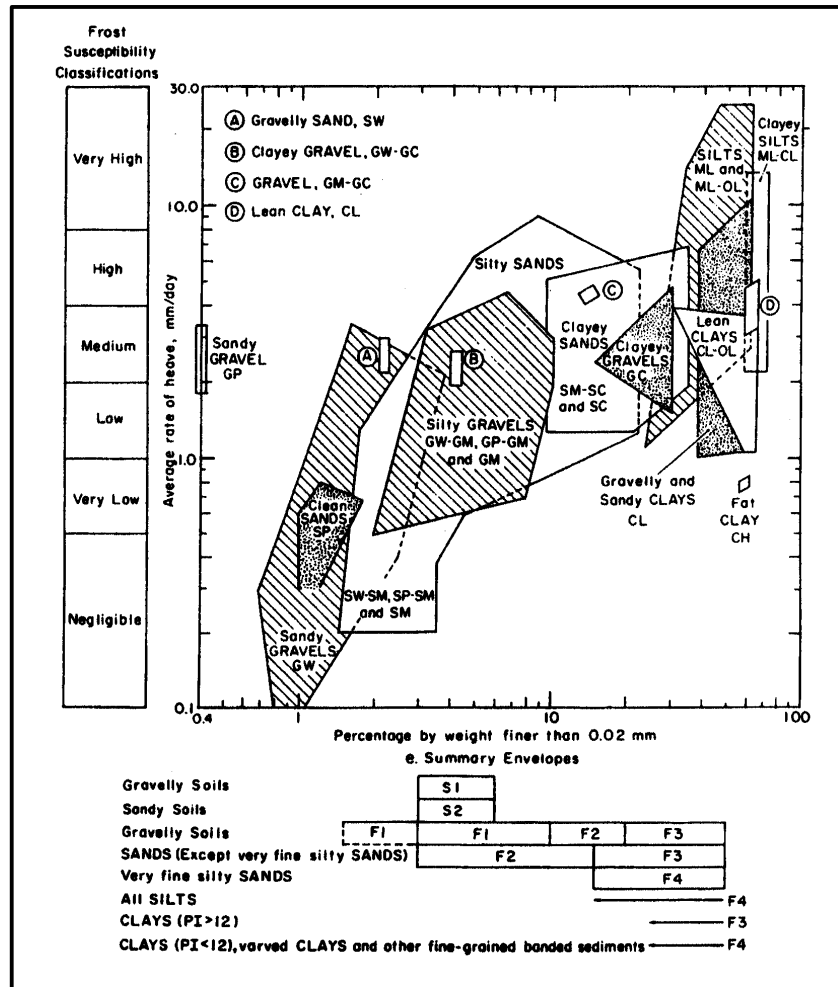 Frost
Susceptibility
Classifications
Very High
High
Medium
Low
Very Low
Negligible
Average rate of heave, mm/day
30.0
10.0
1.0
0.1
Ⓐ Gravelly SAND, SW
Ⓑ Clayey GRAVEL, GW-GC
Ⓒ GRAVEL, GM-GC
Ⓓ Lean CLAY, CL
SILTS
ML and
ML-OL
Clayey
SILTS
ML-CL
Silty SANDS
Sandy
GRAVEL
GP
A
B
C
D
Clayey
SANDS
SM-SC
and SC
Clayey
GRAVELS
GC
Lean
CLAYS
CL-OL
Silty GRAVELS
GW-GM, GP-GM
and GM
Clean
SANDS
SP
Gravelly and
Sandy CLAYS
CL
Fat
CLAY
CH
SW-SM, SP-SM
and SM
Sandy
GRAVELS
GW
0.4
1
10
100
Percentage by weight finer than 0.02 mm
e. Summary Envelopes
Gravelly Soils S1
Sandy Soils S2
Gravelly Soils F1 F1 F2 F3
SANDS (Except very fine silty SANDS) F2 F3
Very fine silty SANDS F4
All SILTS F4
CLAYS (PI>12) F3
CLAYS (PI<12), varved CLAYS and other fine-grained banded sediments F4